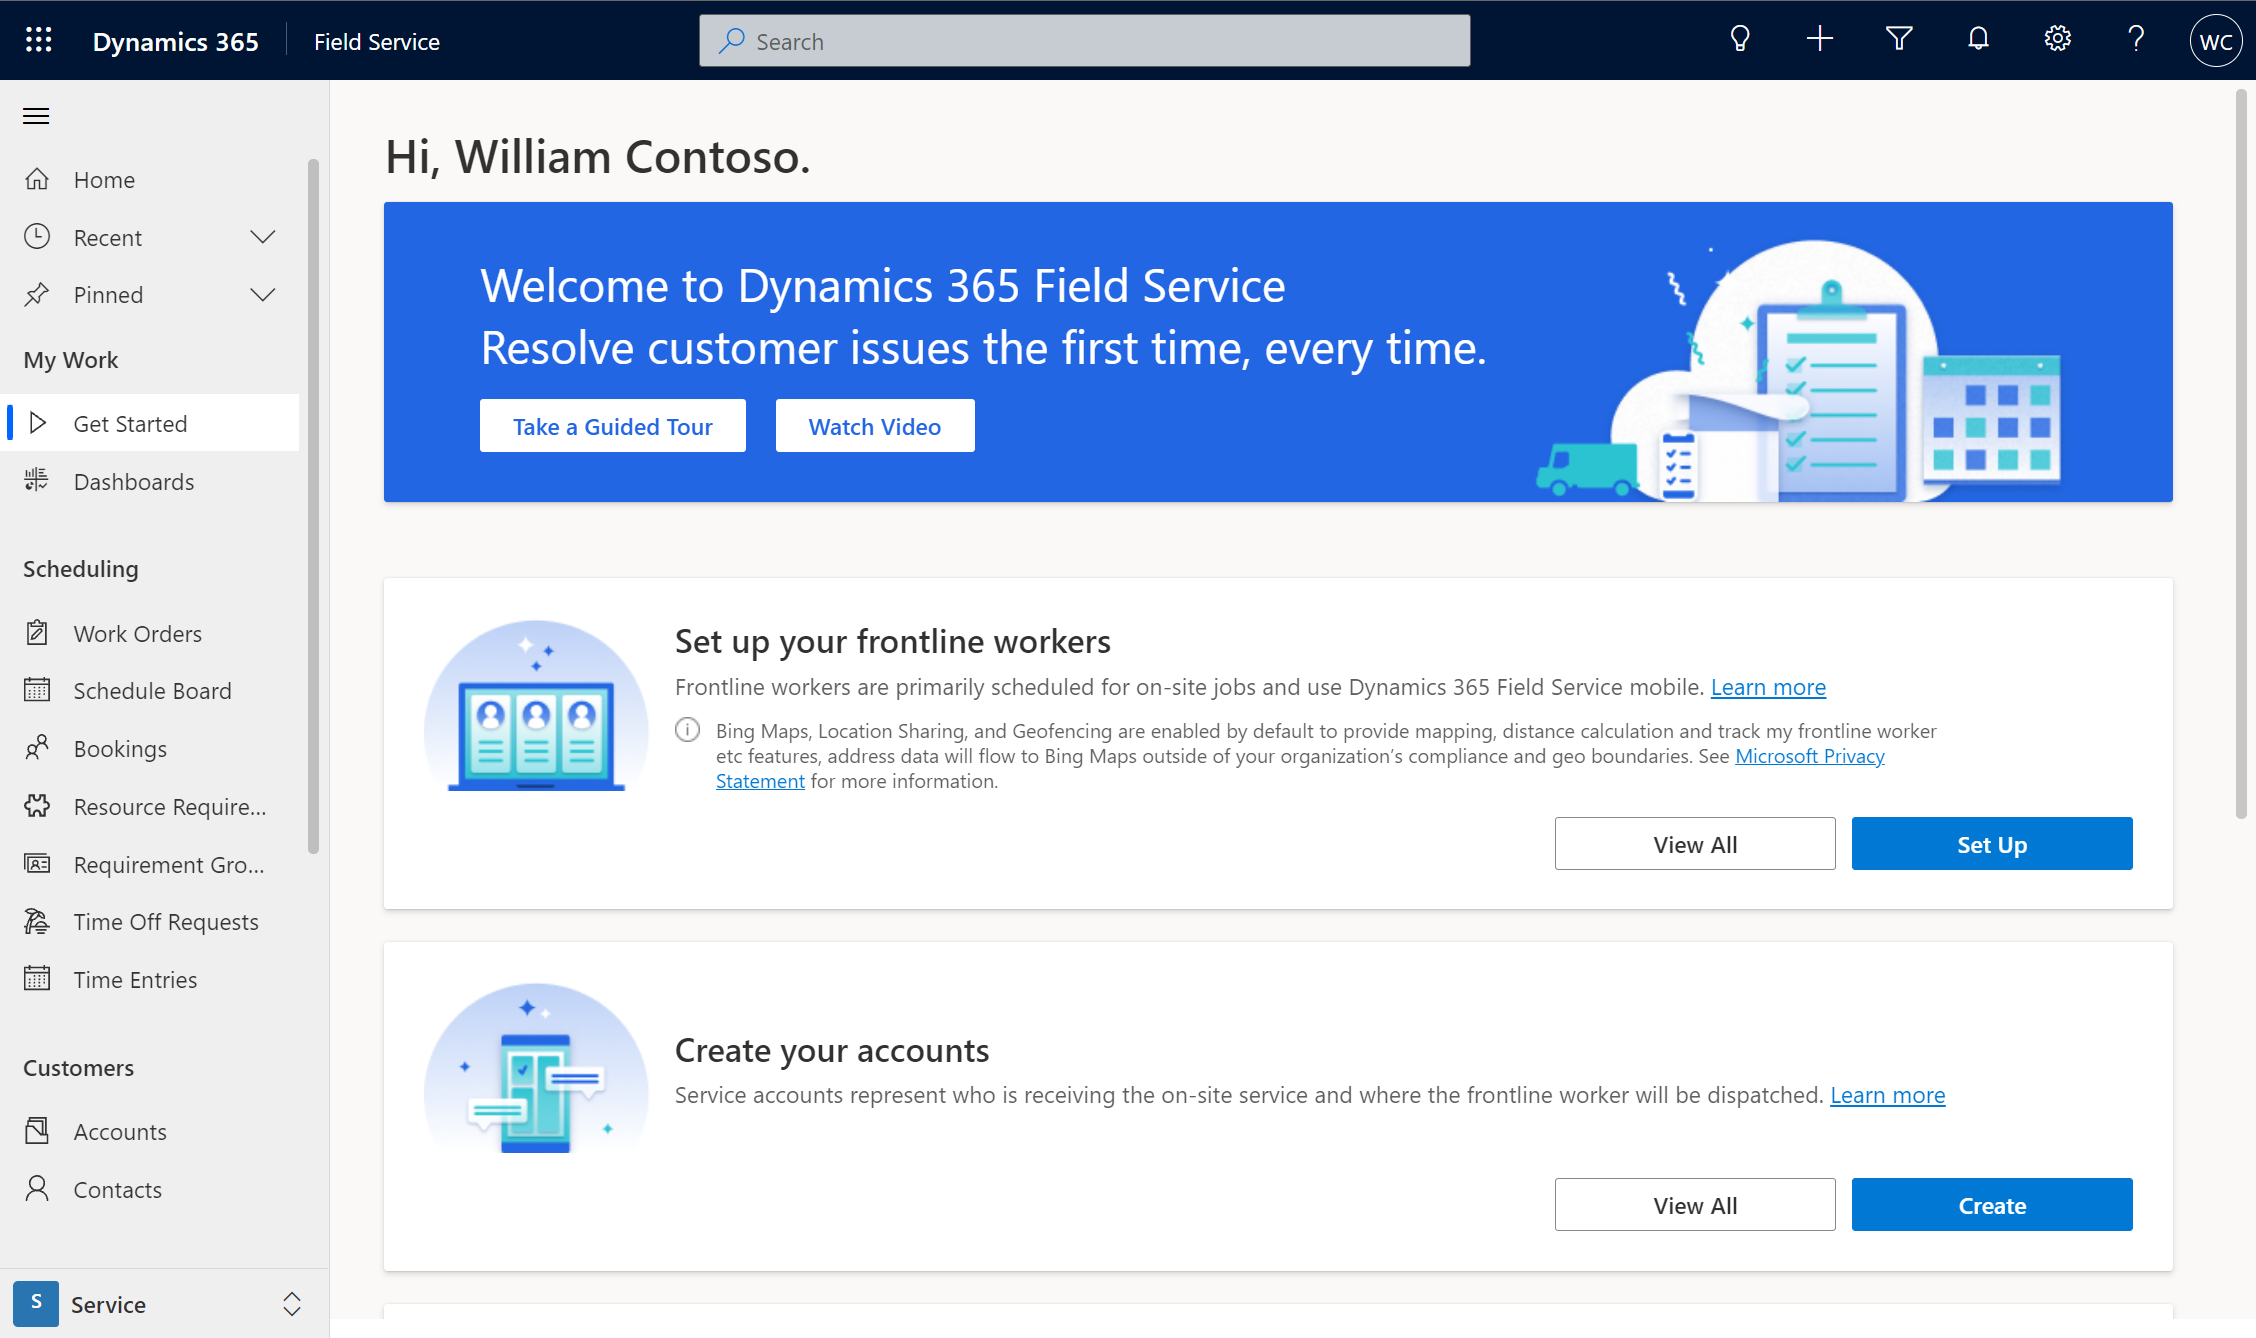 Dynamics 365
Field Service
Search
WC
Home
Recent
Pinned
My Work
Get Started
Dashboards
Scheduling
Work Orders
Schedule Board
Bookings
Resource Require...
Requirement Gro...
Time Off Requests
Time Entries
Customers
Accounts
Contacts
S
Service
Hi, William Contoso.
Welcome to Dynamics 365 Field Service
Resolve customer issues the first time, every time.
Take a Guided Tour
Watch Video
Set up your frontline workers
Frontline workers are primarily scheduled for on-site jobs and use Dynamics 365 Field Service mobile. Learn more
Bing Maps, Location Sharing, and Geofencing are enabled by default to provide mapping, distance calculation and track my frontline worker
etc features, address data will flow to Bing Maps outside of your organization’s compliance and geo boundaries. See Microsoft Privacy
Statement for more information.
View All
Set Up
Create your accounts
Service accounts represent who is receiving the on-site service and where the frontline worker will be dispatched. Learn more
View All
Create